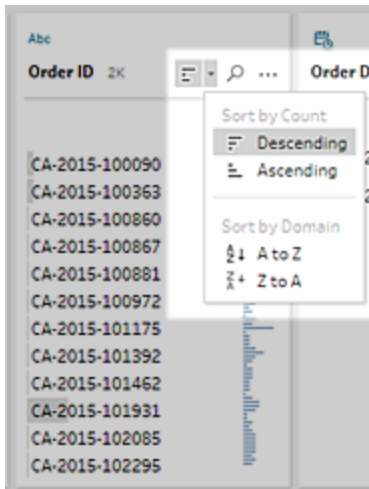 Abc
Order ID 2K
Order D
Sort by Count
Descending
Ascending
Sort by Domain
A to Z
Z to A
CA-2015-100090
CA-2015-100363
CA-2015-100860
CA-2015-100867
CA-2015-100881
CA-2015-100972
CA-2015-101175
CA-2015-101392
CA-2015-101462
CA-2015-101931
CA-2015-102085
CA-2015-102295